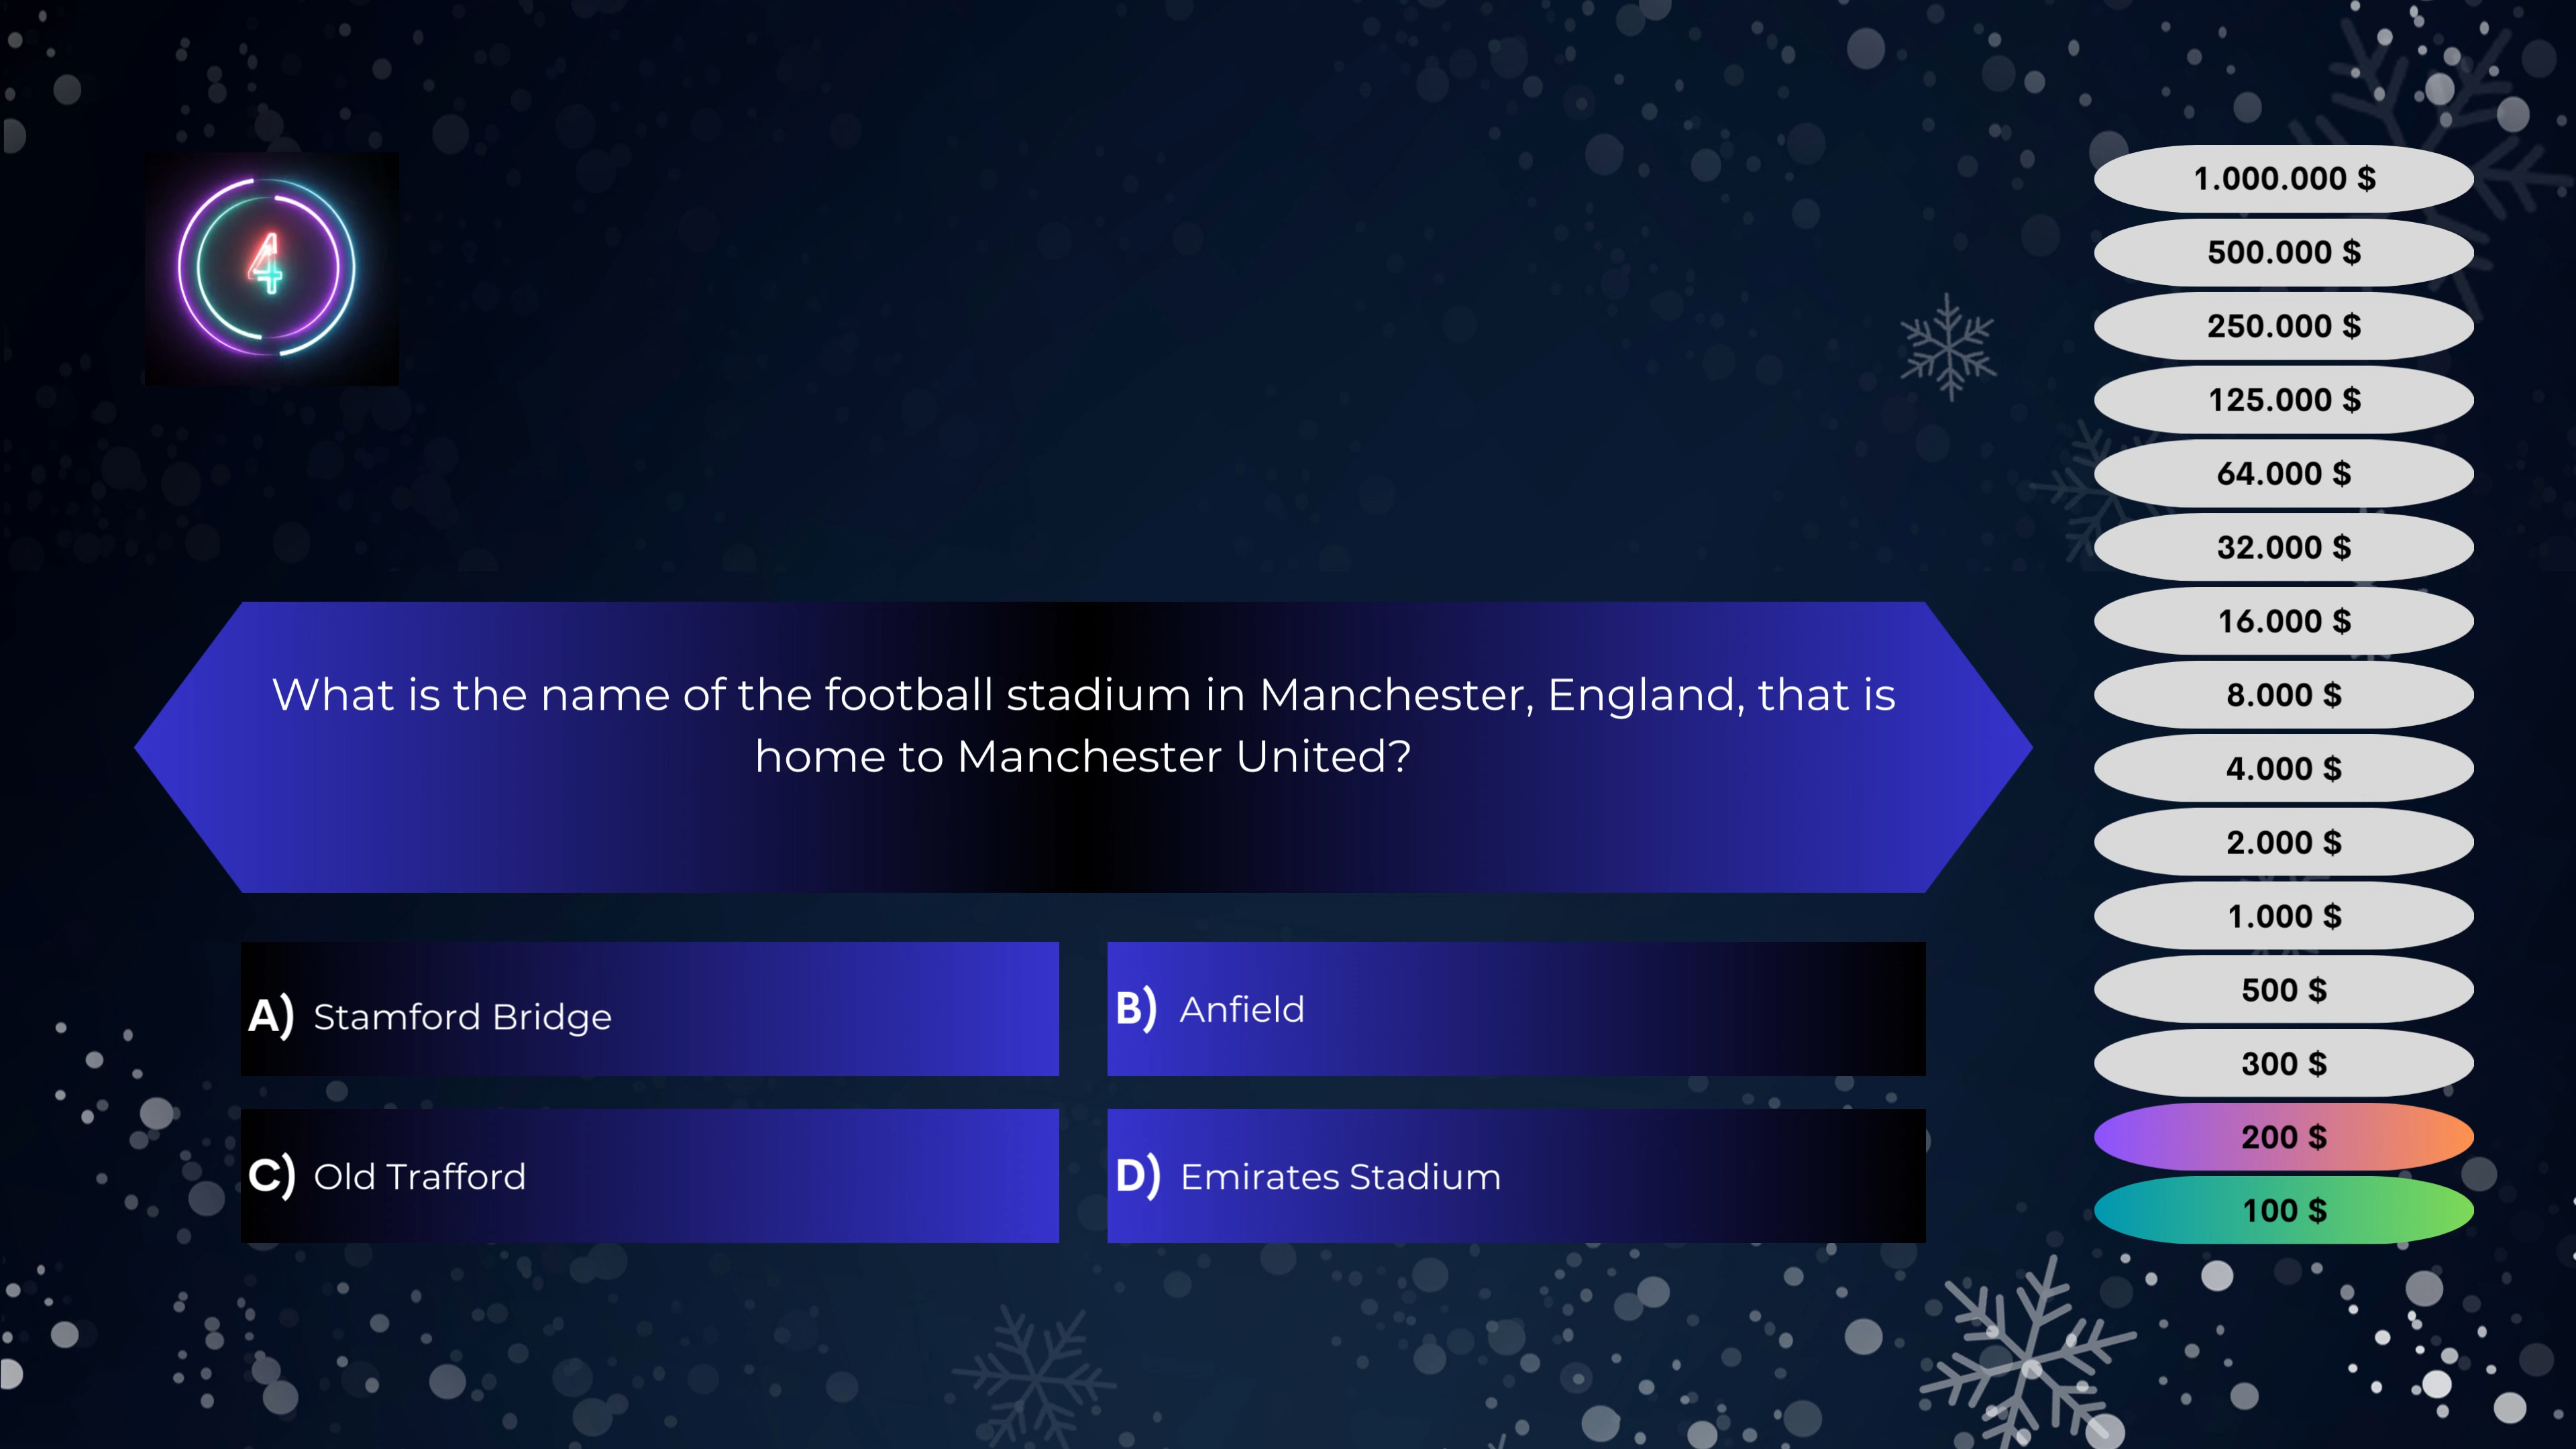 4
What is the name of the football stadium in Manchester, England, that is
home to Manchester United?
A) Stamford Bridge
B) Anfield
C) Old Trafford
D) Emirates Stadium
1.000.000 $
500.000 $
250.000 $
125.000 $
64.000 $
32.000 $
16.000 $
8.000 $
4.000 $
2.000 $
1.000 $
500 $
300 $
200 $
100 $